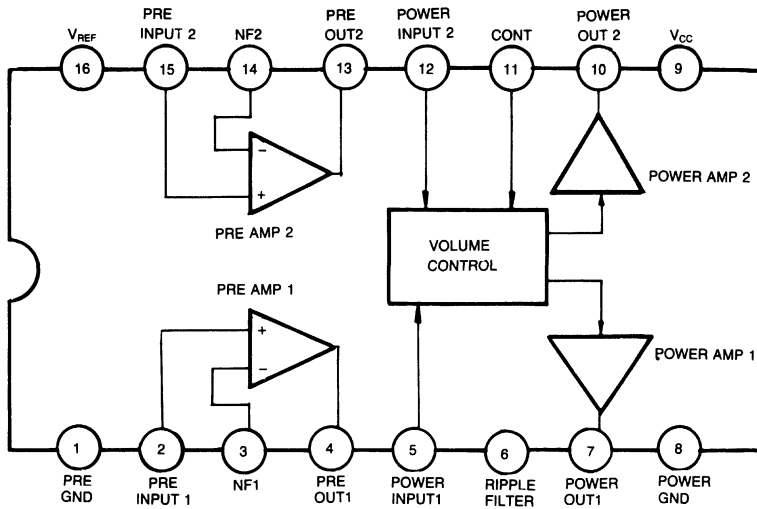 PRE
INPUT 2
PRE
OUT2
POWER
INPUT 2
POWER
OUT 2
VREF
NF2
CONT
VCC
16
15
14
13
12
11
10
9
−
+
PRE AMP 2
POWER AMP 2
VOLUME
CONTROL
PRE AMP 1
+
−
POWER AMP 1
1
2
3
4
5
6
7
8
PRE
GND
PRE
INPUT 1
NF1
PRE
OUT1
POWER
INPUT1
RIPPLE
FILTER
POWER
OUT1
POWER
GND